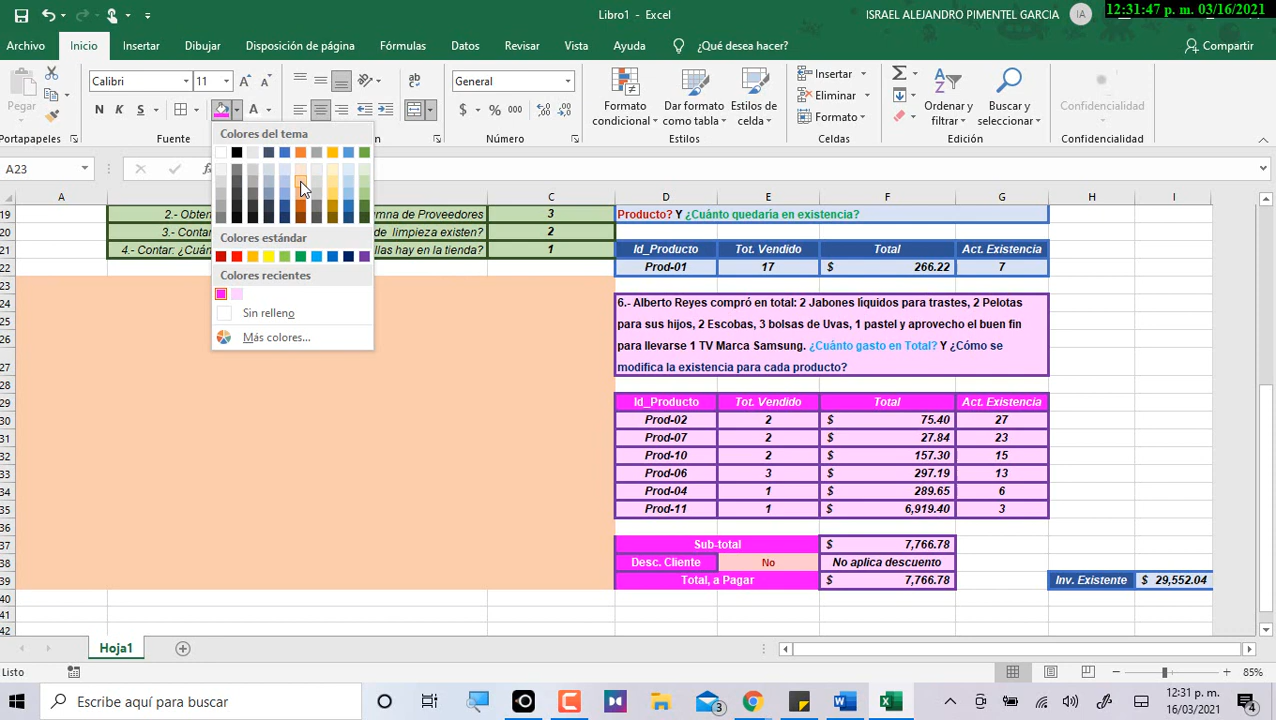 Libro1 - Excel
ISRAEL ALEJANDRO PIMENTEL GARCIA
IA
12:31:47 p. m. 03/16/2021
Archivo Inicio Insertar Dibujar Disposición de página Fórmulas Datos Revisar Vista Ayuda ¿Qué desea hacer? Compartir
Pegar
Portapapeles
Calibri 11
N K S
Fuente
Alineación
General
$ % 000
Número
Formato condicional
Dar formato como tabla
Estilos de celda
Estilos
Insertar
Eliminar
Formato
Celdas
Ordenar y filtrar
Buscar y seleccionar
Edición
Confidencialidad
Confidencialidad
A23
Colores del tema
Colores estándar
Colores recientes
Sin relleno
Más colores...
A B C D E F G H I
19 2.- Obten mna de Proveedores 3 Producto? Y ¿Cuánto quedaría en existencia?
20 3.- Conta de limpieza existen? 2
21 4.- Contar: ¿Cuá llas hay en la tienda? 1 Id_Producto Tot. Vendido Total Act. Existencia
22 Prod-01 17 $ 266.22 7
23
24 6.- Alberto Reyes compró en total: 2 Jabones líquidos para trastes, 2 Pelotas
25 para sus hijos, 2 Escobas, 3 bolsas de Uvas, 1 pastel y aprovecho el buen fin
26 para llevarse 1 TV Marca Samsung. ¿Cuánto gasto en Total? Y ¿Cómo se
27 modifica la existencia para cada producto?
28
29 Id_Producto Tot. Vendido Total Act. Existencia
30 Prod-02 2 $ 75.40 27
31 Prod-07 2 $ 27.84 23
32 Prod-10 2 $ 157.30 15
33 Prod-06 3 $ 297.19 13
34 Prod-04 1 $ 289.65 6
35 Prod-11 1 $ 6,919.40 3
36
37 Sub-total $ 7,766.78
38 Desc. Cliente No No aplica descuento
39 Total, a Pagar $ 7,766.78 Inv. Existente $ 29,552.04
40
41
42
Hoja1
Listo
85%
Escribe aquí para buscar
3
12:31 p. m.
16/03/2021
4